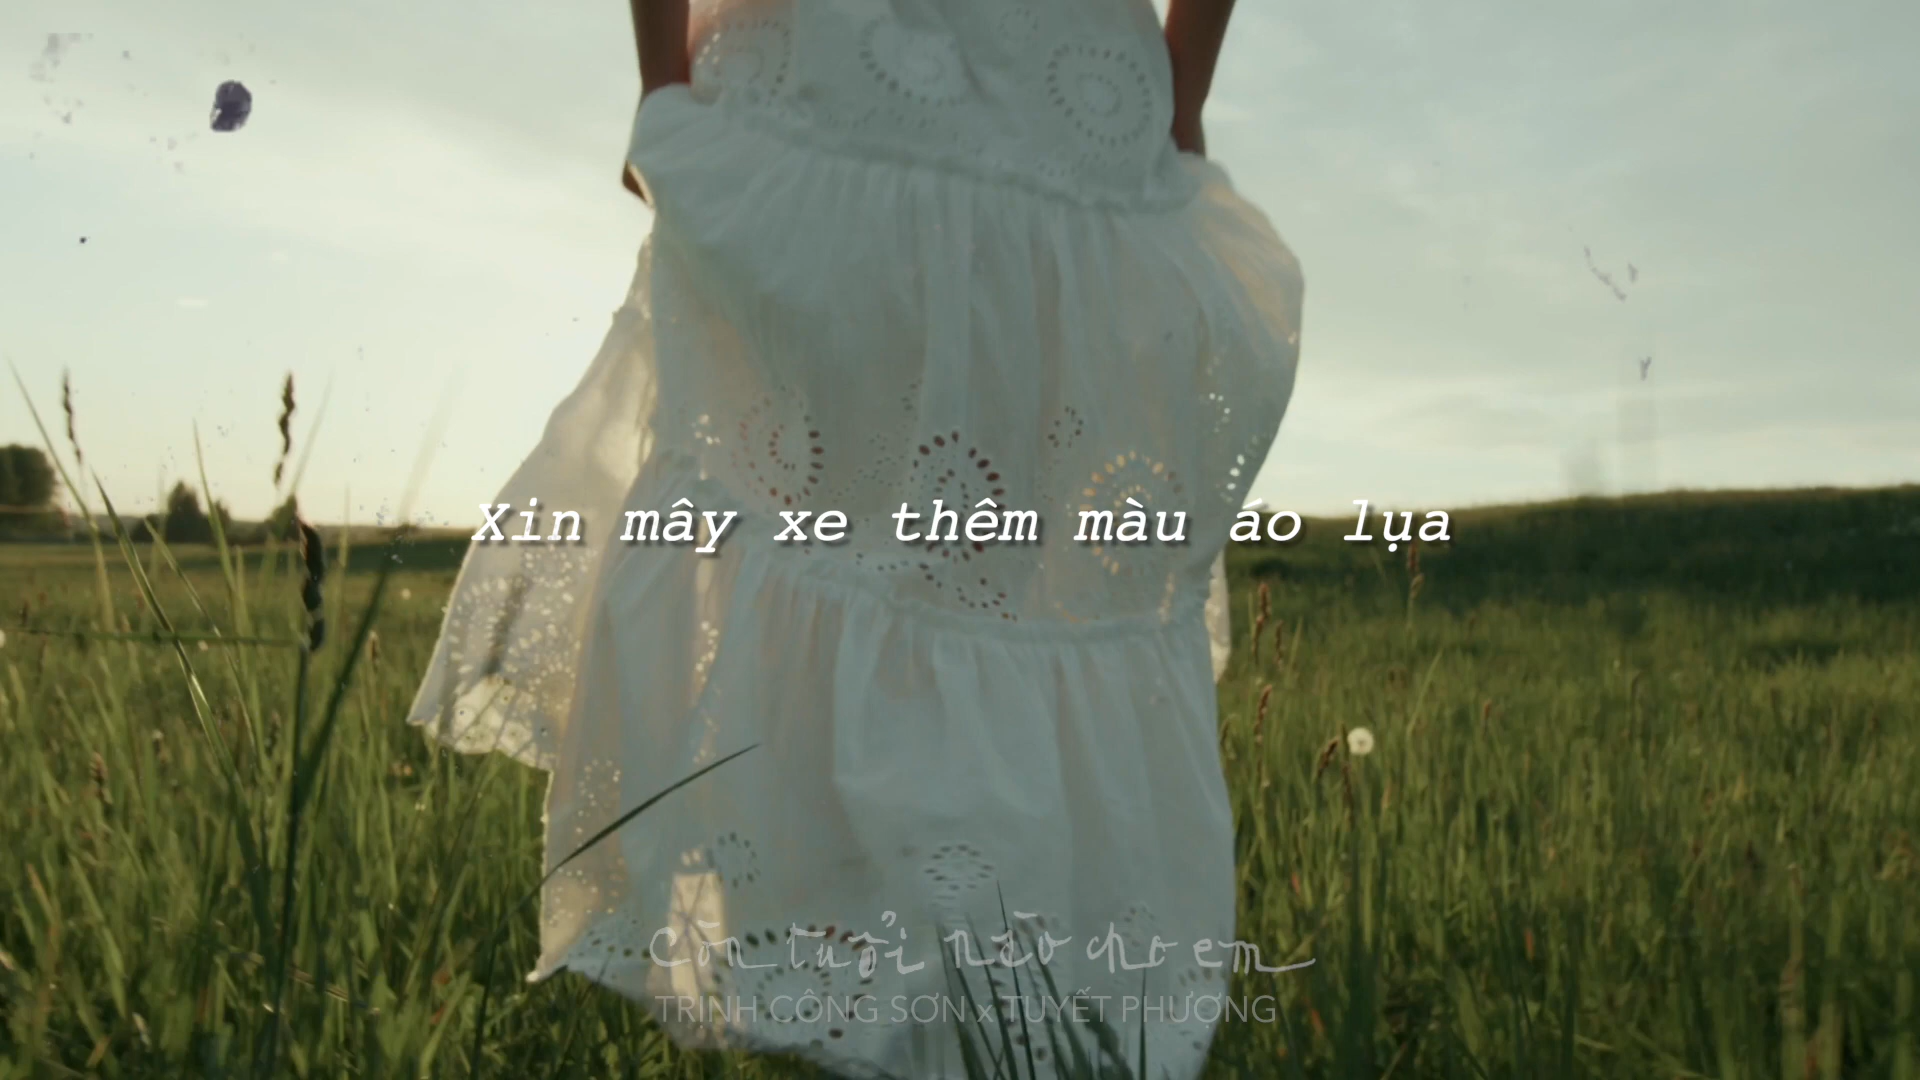 Xin mây xe thêm màu áo lụa
Còn tuổi nào cho em
TRỊNH CÔNG SƠN x TUYẾT PHƯỢNG